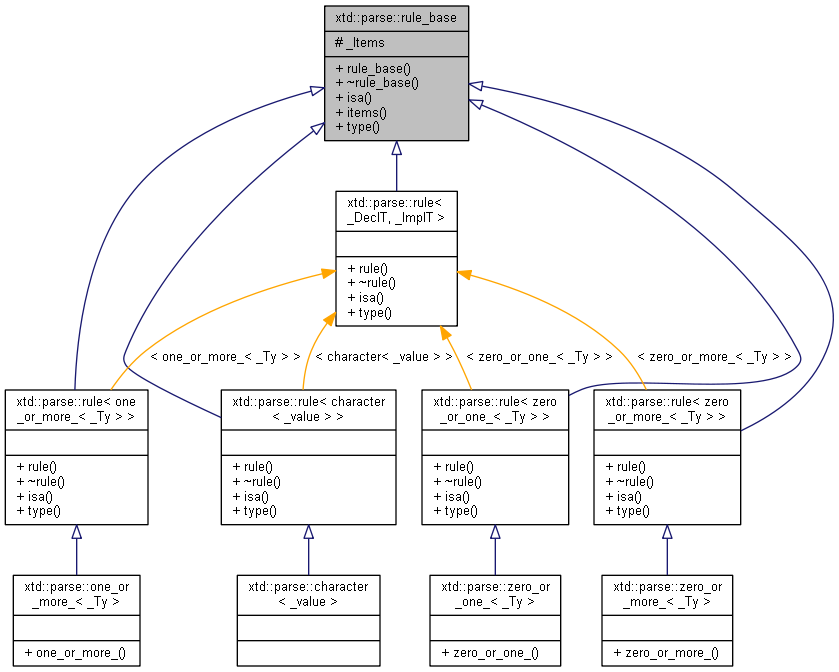 xtd::parse::rule_base
# _Items
+ rule_base()
+ ~rule_base()
+ isa()
+ items()
+ type()
xtd::parse::rule<
_DeclT, _ImplT >
+ rule()
+ ~rule()
+ isa()
+ type()
< one_or_more_< _Ty > >
< character< _value > >
< zero_or_one_< _Ty > >
< zero_or_more_< _Ty > >
xtd::parse::rule< one
_or_more_< _Ty > >
+ rule()
+ ~rule()
+ isa()
+ type()
xtd::parse::rule< character
< _value > >
+ rule()
+ ~rule()
+ isa()
+ type()
xtd::parse::rule< zero
_or_one_< _Ty > >
+ rule()
+ ~rule()
+ isa()
+ type()
xtd::parse::rule< zero
_or_more_< _Ty > >
+ rule()
+ ~rule()
+ isa()
+ type()
xtd::parse::one_or
_more_< _Ty >
+ one_or_more_()
xtd::parse::character
< _value >
xtd::parse::zero_or
_one_< _Ty >
+ zero_or_one_()
xtd::parse::zero_or
_more_< _Ty >
+ zero_or_more_()